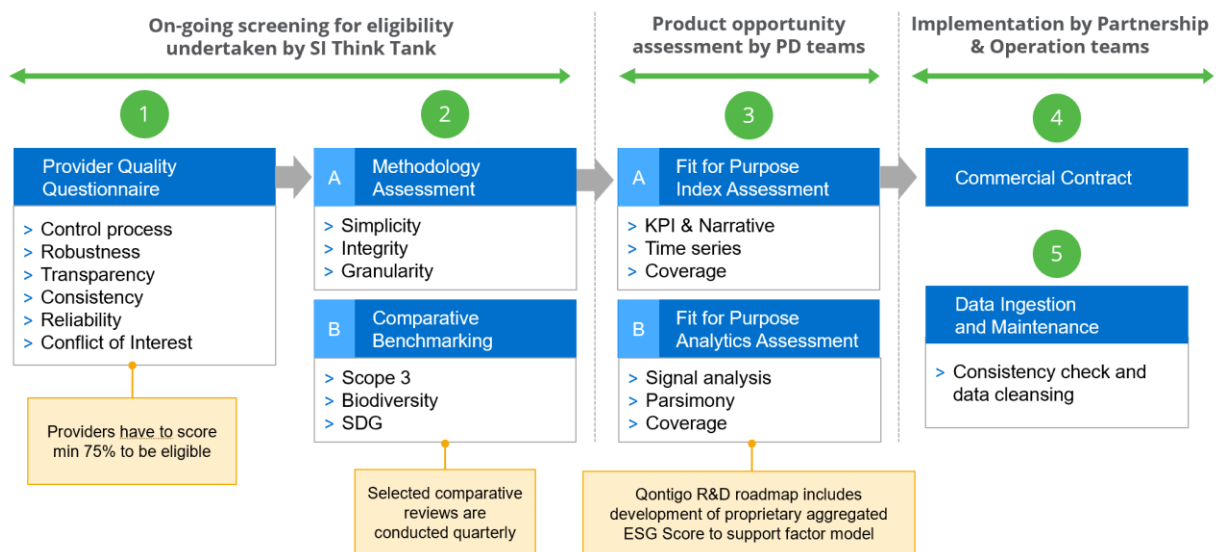 On-going screening for eligibility
undertaken by SI Think Tank
Product opportunity
assessment by PD teams
Implementation by Partnership
& Operation teams
1
Provider Quality
Questionnaire
> Control process
> Robustness
> Transparency
> Consistency
> Reliability
> Conflict of Interest
Providers have to score
min 75% to be eligible
2
A
Methodology
Assessment
> Simplicity
> Integrity
> Granularity
B
Comparative
Benchmarking
> Scope 3
> Biodiversity
> SDG
Selected comparative
reviews are
conducted quarterly
3
A
Fit for Purpose
Index Assessment
> KPI & Narrative
> Time series
> Coverage
B
Fit for Purpose
Analytics Assessment
> Signal analysis
> Parsimony
> Coverage
Qontigo R&D roadmap includes
development of proprietary aggregated
ESG Score to support factor model
4
Commercial Contract
5
Data Ingestion
and Maintenance
> Consistency check and
data cleansing